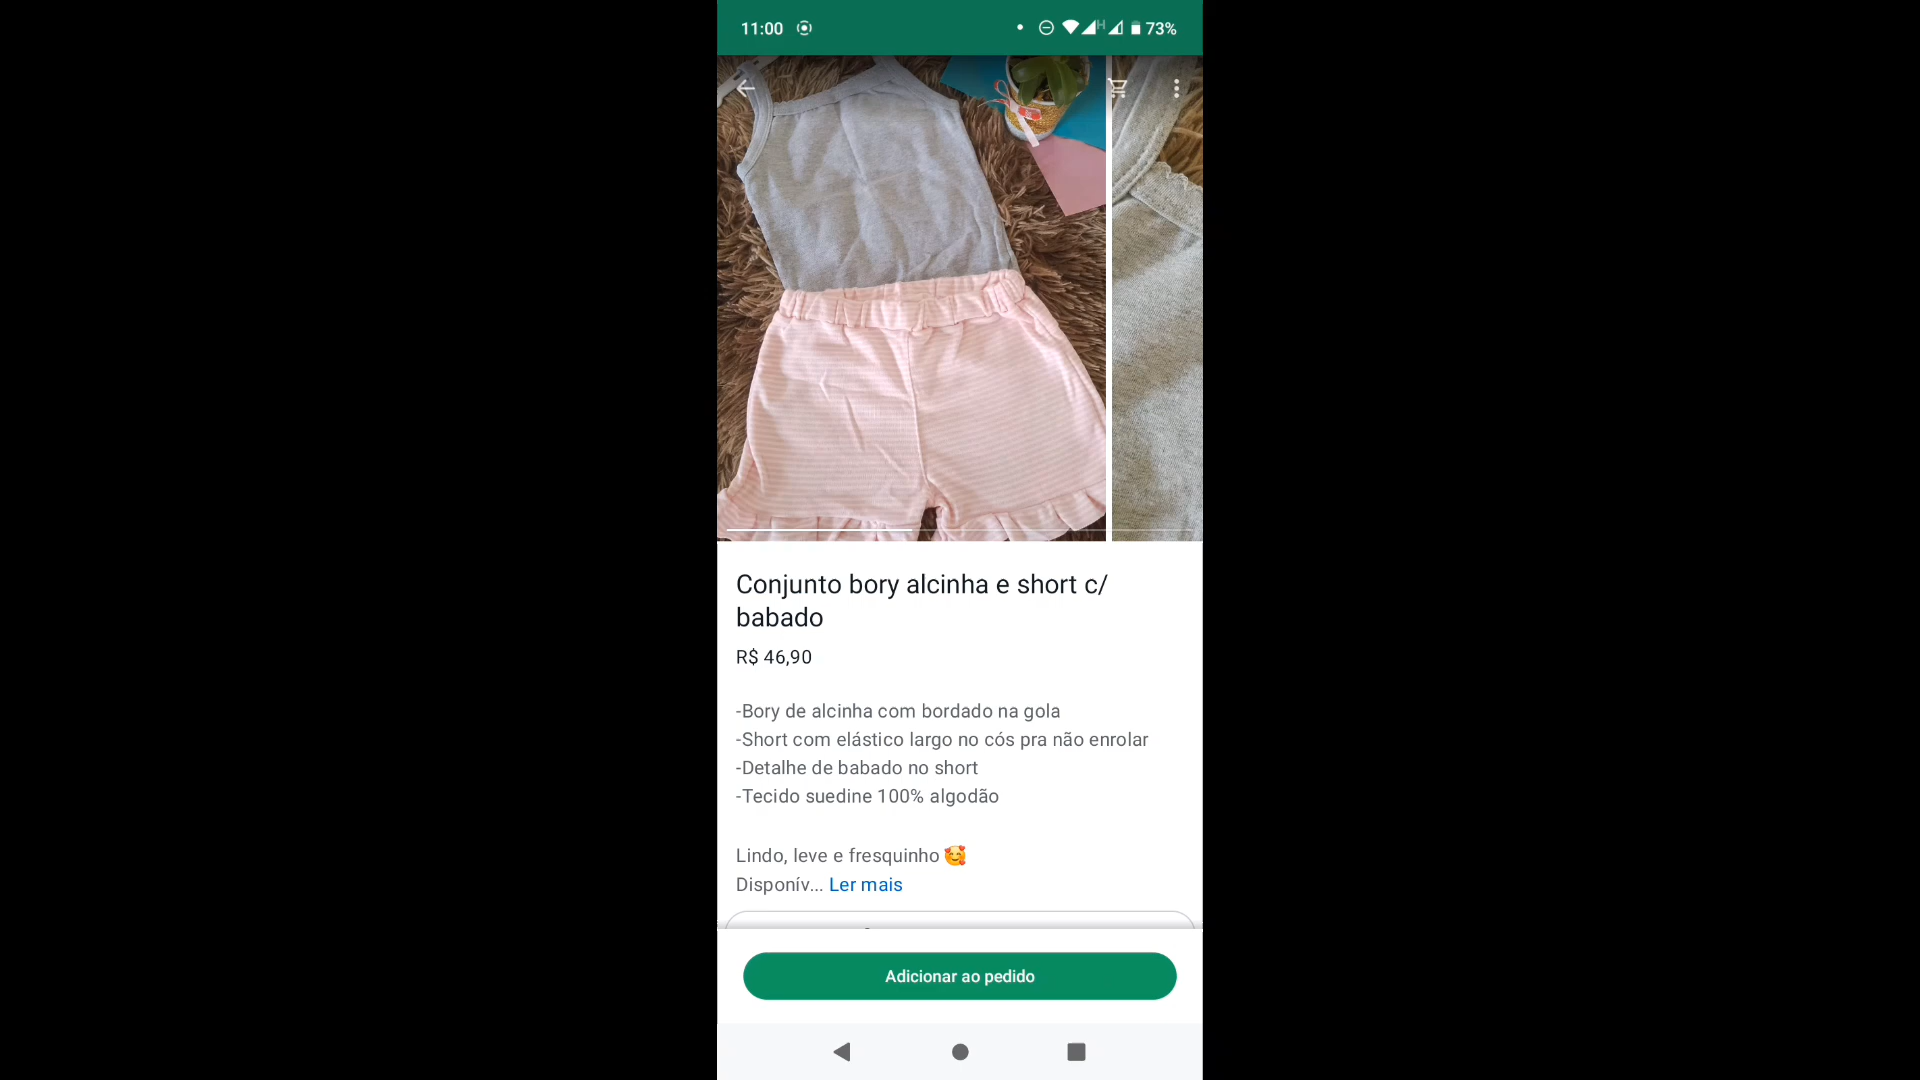 11:00
H
73%
Conjunto bory alcinha e short c/
babado
R$ 46,90
-Bory de alcinha com bordado na gola
-Short com elástico largo no cós pra não enrolar
-Detalhe de babado no short
-Tecido suedine 100% algodão
Lindo, leve e fresquinho 🥰
Disponív... Ler mais
Adicionar ao pedido